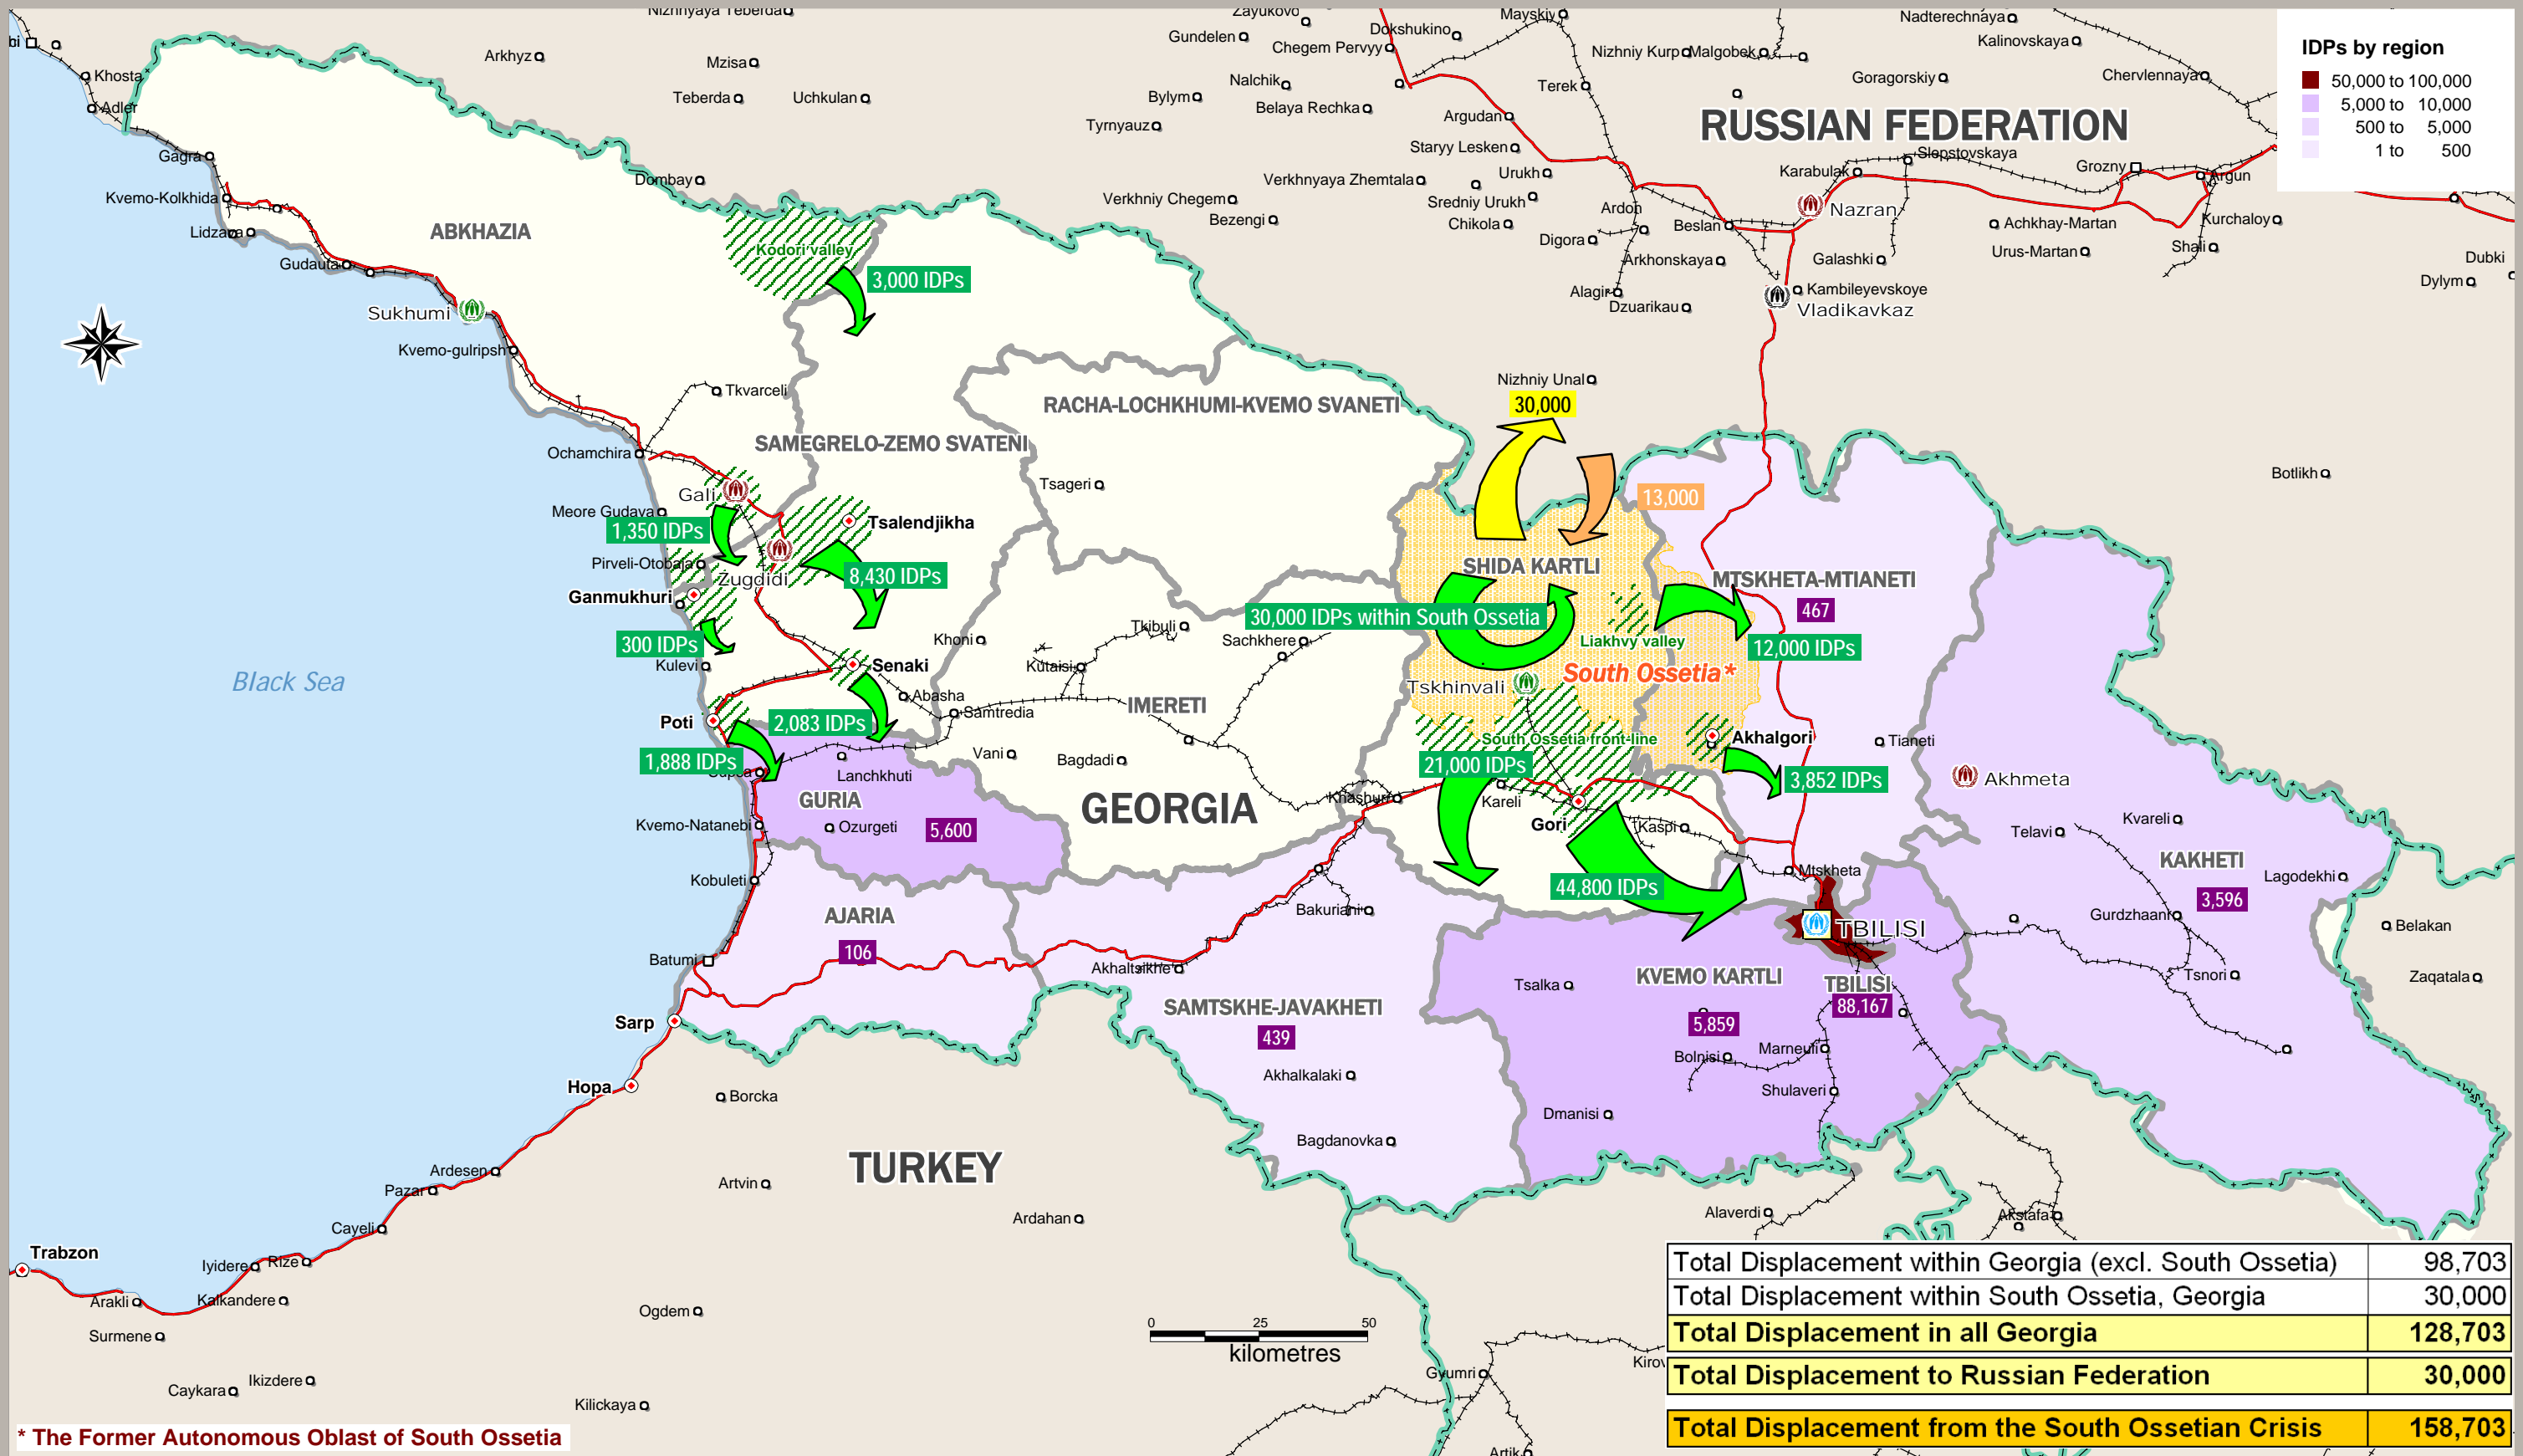 Nizhnyaya Teberda
Zayukovo
Mayskiy
Nadterechnaya
bi
Arkhyz
Mzisa
Gundelen
Dokshukino
Chegem Pervyy
Nizhniy Kurp
Malgobek
Kalinovskaya
IDPs by region
50,000 to 100,000
5,000 to 10,000
500 to 5,000
1 to 500
Khosta
Adler
Teberda
Uchkulan
Bylym
Nalchik
Belaya Rechka
Terek
Goragorskiy
Chervlennaya
Tyrnyauz
Argudan
RUSSIAN FEDERATION
Staryy Lesken
Slepstovskaya
Gagra
Dombay
Verkhnyaya Zhemtala
Urukh
Karabulak
Grozny
Argun
Kvemo-Kolkhida
Verkhniy Chegem
Bezengi
Sredniy Urukh
Chikola
Ardon
Nazran
Achkhay-Martan
Kurchaloy
Lidzava
ABKHAZIA
Kodori valley
Digora
Beslan
Urus-Martan
Shali
Gudauta
3,000 IDPs
Arkhonskaya
Galashki
Dubki
Dylym
Alagir
Dzuarikau
Kambileyevskoye
Vladikavkaz
Sukhumi
Kvemo-gulripsh
Tkvarceli
Nizhniy Unal
30,000
RACHA-LOCHKHUMI-KVEMO SVANETI
SAMEGRELO-ZEMO SVATENI
Ochamchira
Tsageri
Botlikh
Gali
13,000
Meore Gudava
1,350 IDPs
Tsalendjikha
Pirveli-Otobaja
Zugdidi
8,430 IDPs
SHIDA KARTLI
MTSKHETA-MTIANETI
467
Ganmukhuri
30,000 IDPs within South Ossetia
300 IDPs
Khoni
Tkibuli
Sachkhere
Liakhvy valley
12,000 IDPs
Kulevi
Senaki
Kutaisi
South Ossetia*
Black Sea
Abasha
Tskhinvali
Poti
2,083 IDPs
Samtredia
IMERETI
South Ossetia front-line
Akhalgori
Tianeti
1,888 IDPs
Supsa
Lanchkhuti
Vani
Bagdadi
21,000 IDPs
3,852 IDPs
Akhmeta
GURIA
GEORGIA
Khashuri
Kareli
Kvemo-Natanebi
Ozurgeti
5,600
Gori
Kaspi
Telavi
Kvareli
KAKHETI
Kobuleti
Mtskheta
Lagodekhi
44,800 IDPs
3,596
AJARIA
Bakuriani
Gurdzhaani
TBILISI
Belakan
106
Batumi
Akhaltsikhe
KVEMO KARTLI
Tsalka
TBILISI
Tsnori
Zaqatala
SAMTSKHE-JAVAKHETI
88,167
Sarp
439
5,859
Bolnisi
Marneuli
Hopa
Akhalkalaki
Shulaveri
Borcka
Dmanisi
Bagdanovka
Ardesen
TURKEY
Pazar
Artvin
Cayeli
Ardahan
Alaverdi
Akstafa
Trabzon
Iyidere
Rize
Total Displacement within Georgia (excl. South Ossetia) 98,703
Arakli
Kalkandere
Total Displacement within South Ossetia, Georgia 30,000
Ogdem
Surmene
0 25 50
kilometres
Total Displacement in all Georgia 128,703
Kirov
Gyumri
Total Displacement to Russian Federation 30,000
Caykara
Ikizdere
Kilickaya
Total Displacement from the South Ossetian Crisis 158,703
* The Former Autonomous Oblast of South Ossetia
Artik